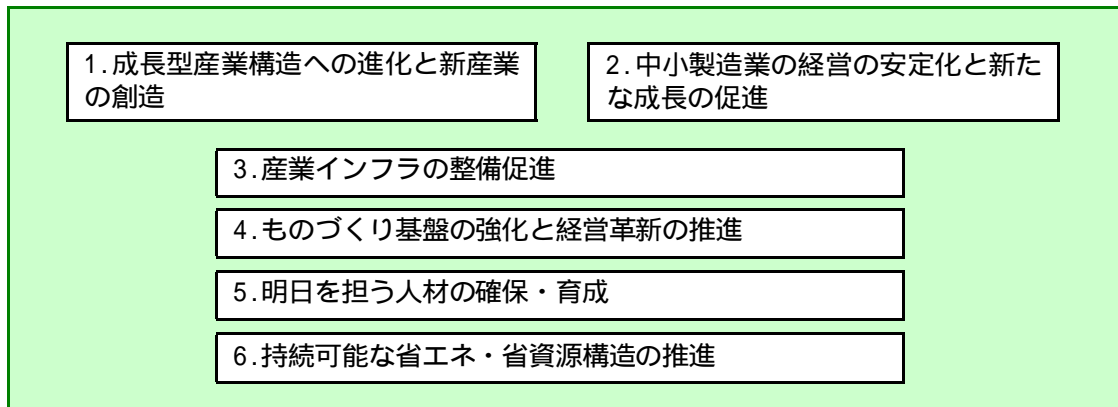 1.成長型産業構造への進化と新産業
の創造
2.中小製造業の経営の安定化と新た
な成長の促進
3.産業インフラの整備促進
4.ものづくり基盤の強化と経営革新の推進
5.明日を担う人材の確保・育成
6.持続可能な省エネ・省資源構造の推進